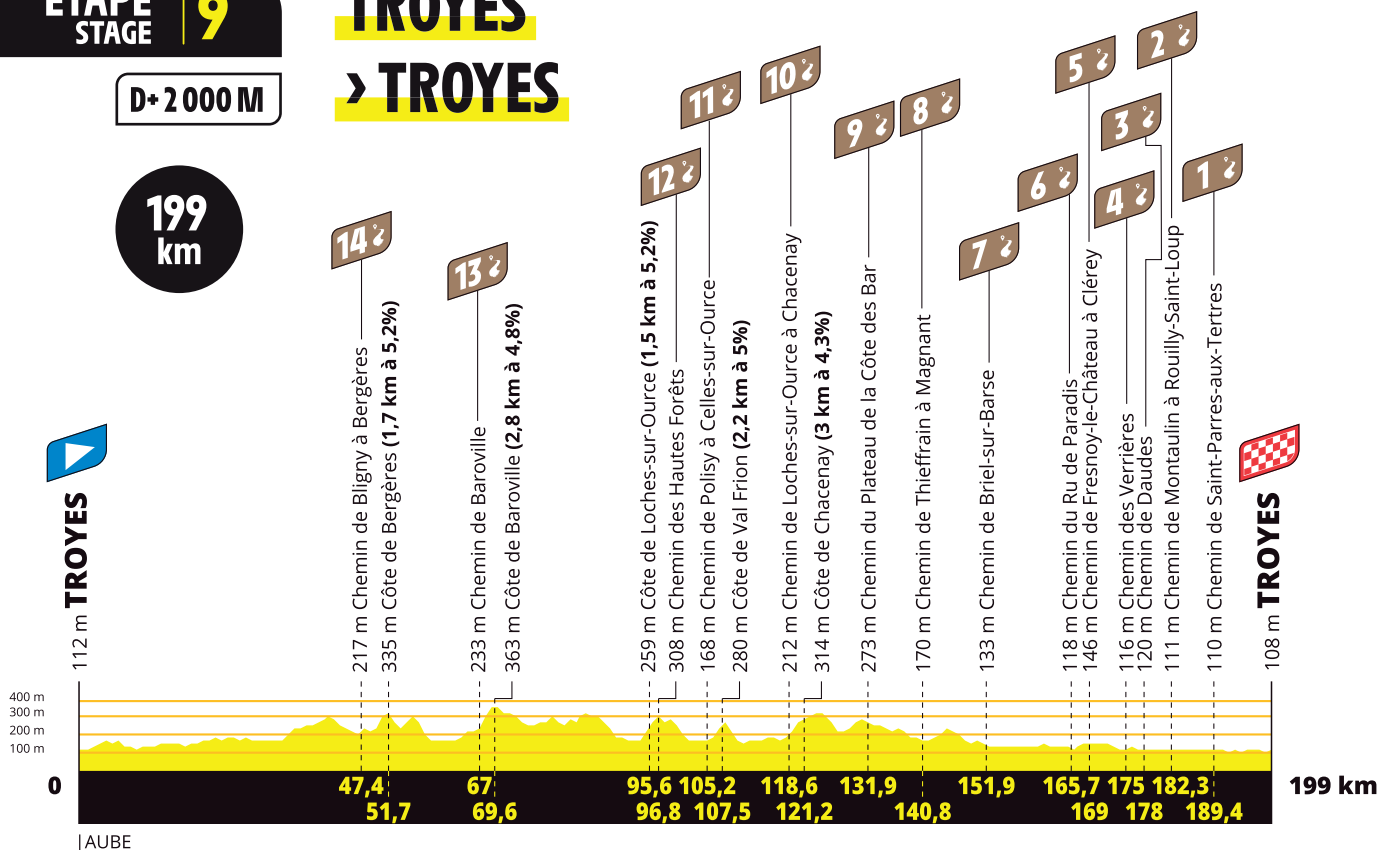 ÉTAPE
STAGE
9
TROYES
› TROYES
D+ 2 000 M
199
km
14
13
12
11
10
9
8
7
6
5
4
3
2
1
112 m TROYES
217 m Chemin de Bligny à Bergères
335 m Côte de Bergères (1,7 km à 5,2%)
233 m Chemin de Baroville
363 m Côte de Baroville (2,8 km à 4,8%)
259 m Côte de Loches-sur-Ource (1,5 km à 5,2%)
308 m Chemin des Hautes Forêts
168 m Chemin de Polisy à Celles-sur-Ource
280 m Côte de Val Frion (2,2 km à 5%)
212 m Chemin de Loches-sur-Ource à Chacenay
314 m Côte de Chacenay (3 km à 4,3%)
273 m Chemin du Plateau de la Côte des Bar
170 m Chemin de Thieffrain à Magnant
133 m Chemin de Briel-sur-Barse
118 m Chemin du Ru de Paradis
146 m Chemin de Fresnoy-le-Château à Clérey
116 m Chemin des Verrières
120 m Chemin de Daudes
111 m Chemin de Montaulin à Rouilly-Saint-Loup
110 m Chemin de Saint-Parres-aux-Tertres
108 m TROYES
400 m
300 m
200 m
100 m
0
47,4
67
95,6
105,2
118,6
131,9
151,9
165,7
175
182,3
199 km
51,7
69,6
96,8
107,5
121,2
140,8
169
178
189,4
AUBE